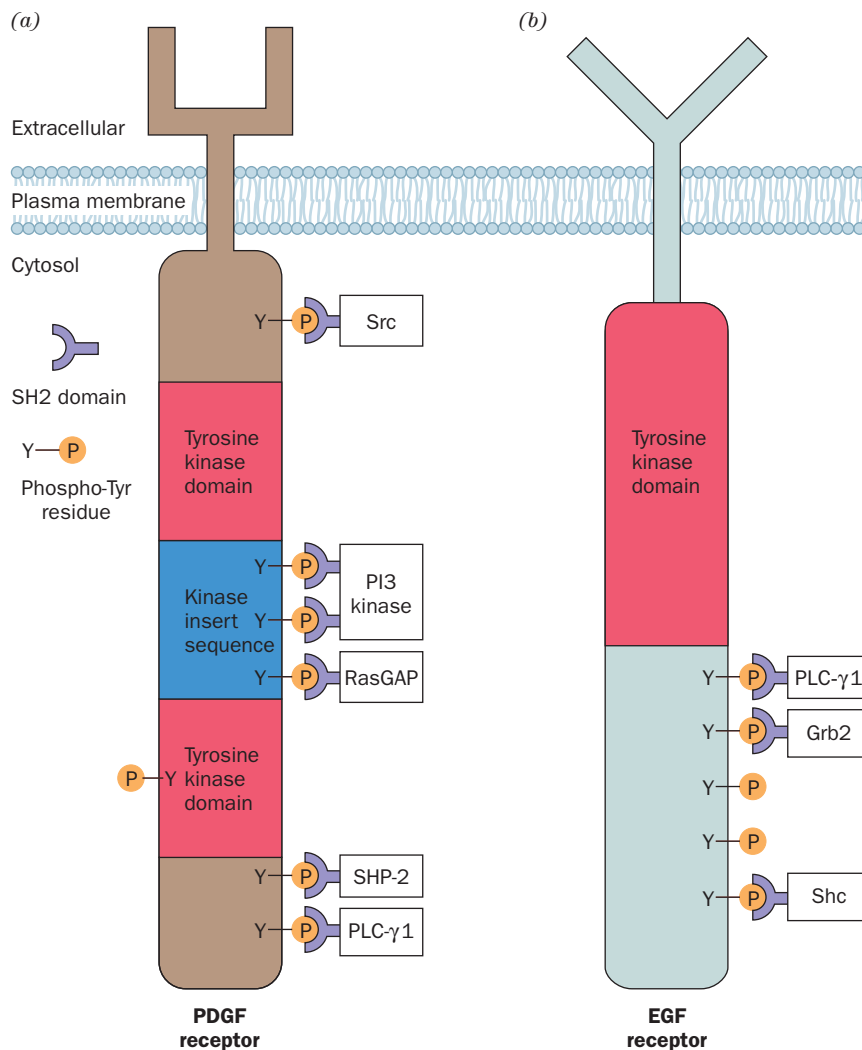 (a)
Extracellular
Plasma membrane
Cytosol
SH2 domain
Y P
Phospho-Tyr
residue
Y P Src
Tyrosine
kinase
domain
Y P
PI3
kinase
Kinase
insert
sequence
Y P
Y P RasGAP
Tyrosine
kinase
domain
P Y
Y P SHP-2
Y P PLC-γ1
PDGF
receptor
(b)
Tyrosine
kinase
domain
Y P PLC-γ1
Y P Grb2
Y P
Y P
Y P Shc
EGF
receptor